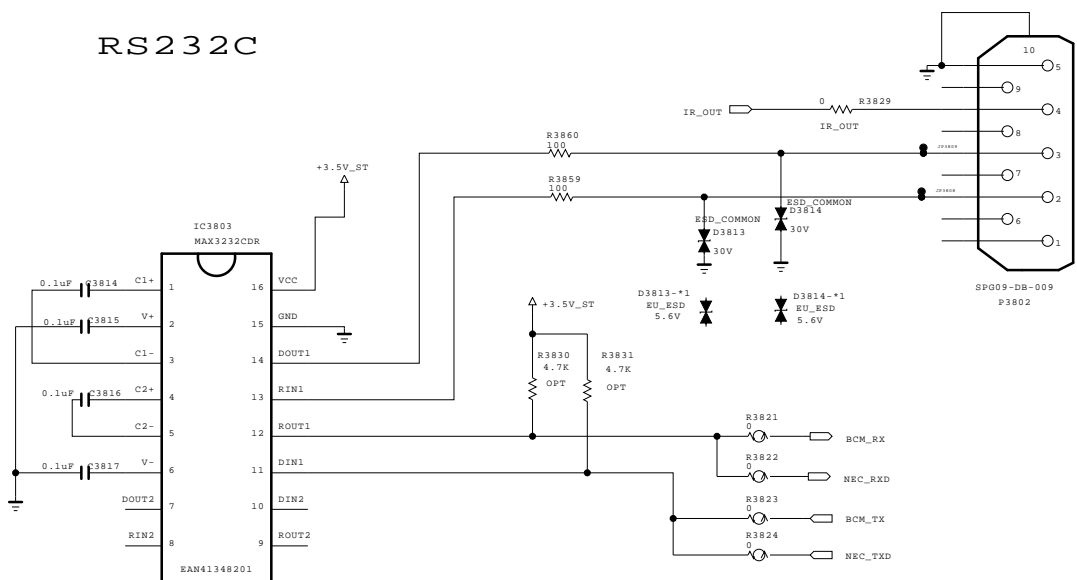 RS232C
10
5
9
IR_OUT
0
R3829
4
IR_OUT
8
R3860
100
JP3809
3
+3.5V_ST
7
R3859
100
JP3808
2
ESD_COMMON
D3814
30V
ESD_COMMON
D3813
30V
6
1
IC3803
MAX3232CDR
SPG09-DB-009
P3802
0.1uF
C3814
C1+
1
16
VCC
D3813-*1
EU_ESD
5.6V
D3814-*1
EU_ESD
5.6V
+3.5V_ST
0.1uF
C3815
V+
2
15
GND
C1-
3
14
DOUT1
R3830
4.7K
OPT
R3831
4.7K
OPT
0.1uF
C3816
C2+
4
13
RIN1
C2-
5
12
ROUT1
R3821
0
BCM_RX
0.1uF
C3817
V-
6
11
DIN1
R3822
0
NEC_RXD
DOUT2
7
10
DIN2
R3823
0
BCM_TX
RIN2
8
9
ROUT2
R3824
0
NEC_TXD
EAN41348201